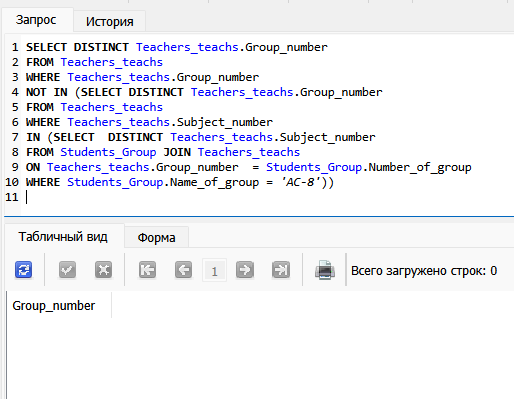 Запрос История
1 SELECT DISTINCT Teachers_teachs.Group_number
2 FROM Teachers_teachs
3 WHERE Teachers_teachs.Group_number
4 NOT IN (SELECT DISTINCT Teachers_teachs.Group_number
5 FROM Teachers_teachs
6 WHERE Teachers_teachs.Subject_number
7 IN (SELECT  DISTINCT Teachers_teachs.Subject_number
8 FROM Students_Group JOIN Teachers_teachs
9 ON Teachers_teachs.Group_number  = Students_Group.Number_of_group
10 WHERE Students_Group.Name_of_group = 'AC-8'))
11
Табличный вид Форма
1 Всего загружено строк: 0
Group_number